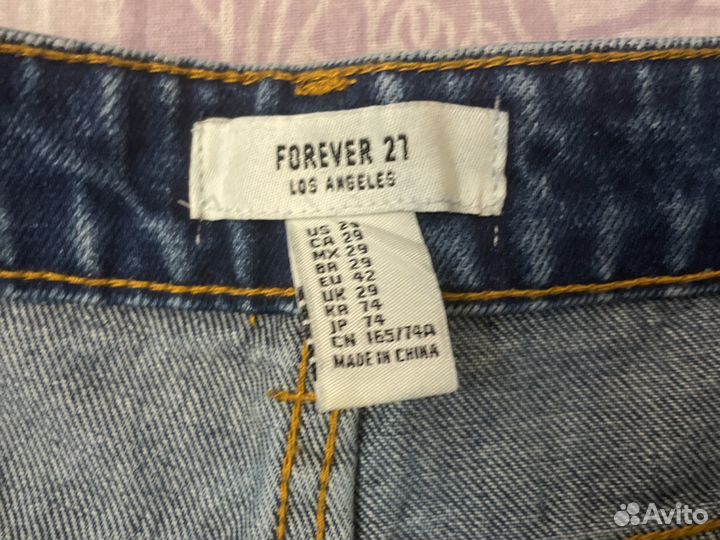 FOREVER 21
LOS ANGELES
US 29
CA 29
MX 29
BR 29
EU 42
UK 29
KR 74
JP 74
CN 165/74A
MADE IN CHINA
Avito